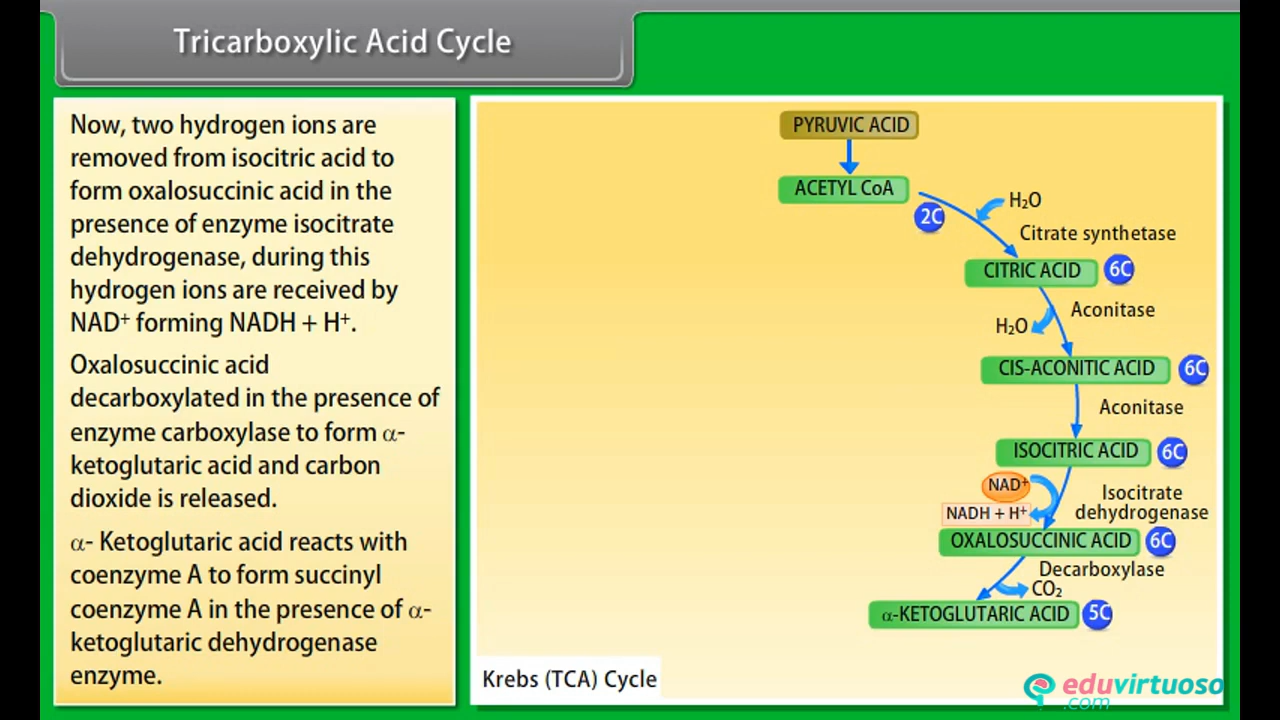 Tricarboxylic Acid Cycle
Now, two hydrogen ions are
removed from isocitric acid to
form oxalosuccinic acid in the
presence of enzyme isocitrate
dehydrogenase, during this
hydrogen ions are received by
NAD⁺ forming NADH + H⁺.
Oxalosuccinic acid
decarboxylated in the presence of
enzyme carboxylase to form α-
ketoglutaric acid and carbon
dioxide is released.
α- Ketoglutaric acid reacts with
coenzyme A to form succinyl
coenzyme A in the presence of α-
ketoglutaric dehydrogenase
enzyme.
PYRUVIC ACID
ACETYL CoA
2C
H₂O
Citrate synthetase
CITRIC ACID 6C
Aconitase
H₂O
CIS-ACONITIC ACID 6C
Aconitase
ISOCITRIC ACID 6C
NAD⁺
NADH + H⁺
Isocitrate
dehydrogenase
OXALOSUCCINIC ACID 6C
Decarboxylase
CO₂
α-KETOGLUTARIC ACID 5C
Krebs (TCA) Cycle
eduvirtuoso
.com